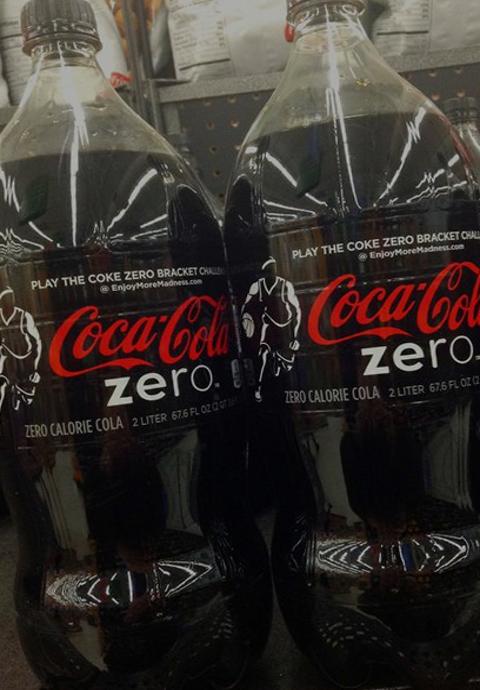 PLAY THE COKE ZERO BRACKET
@ EnjoyMoreMadness.com
Coca-Cola
zero
ZERO CALORIE COLA 2 LITER 67.6 FL OZ
PLAY THE COKE ZERO BRACKET
@ EnjoyMoreMadness.com
Coca-Cola
zero
ZERO CALORIE COLA 2 LITER 67.6 FL OZ